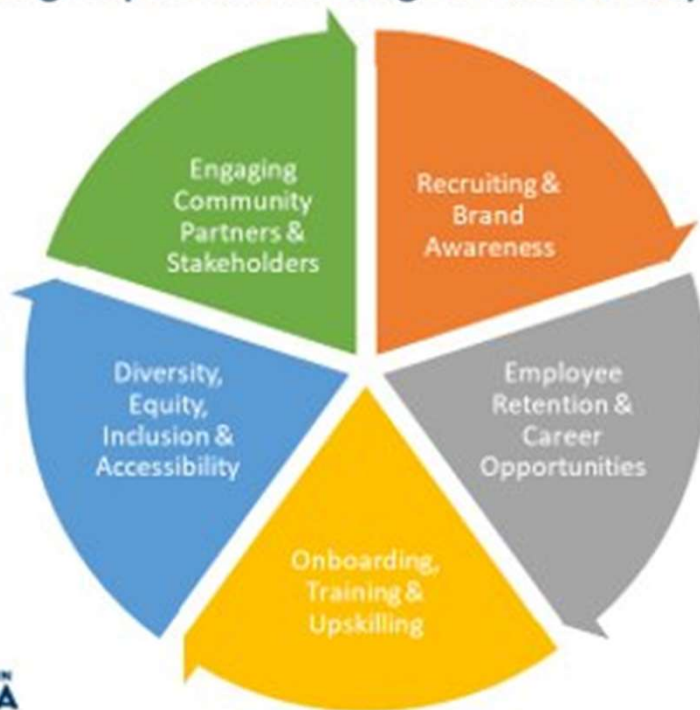 Engaging
Community
Partners &
Stakeholders
Recruiting &
Brand
Awareness
Employee
Retention &
Career
Opportunities
Onboarding,
Training &
Upskilling
Diversity,
Equity,
Inclusion &
Accessibility